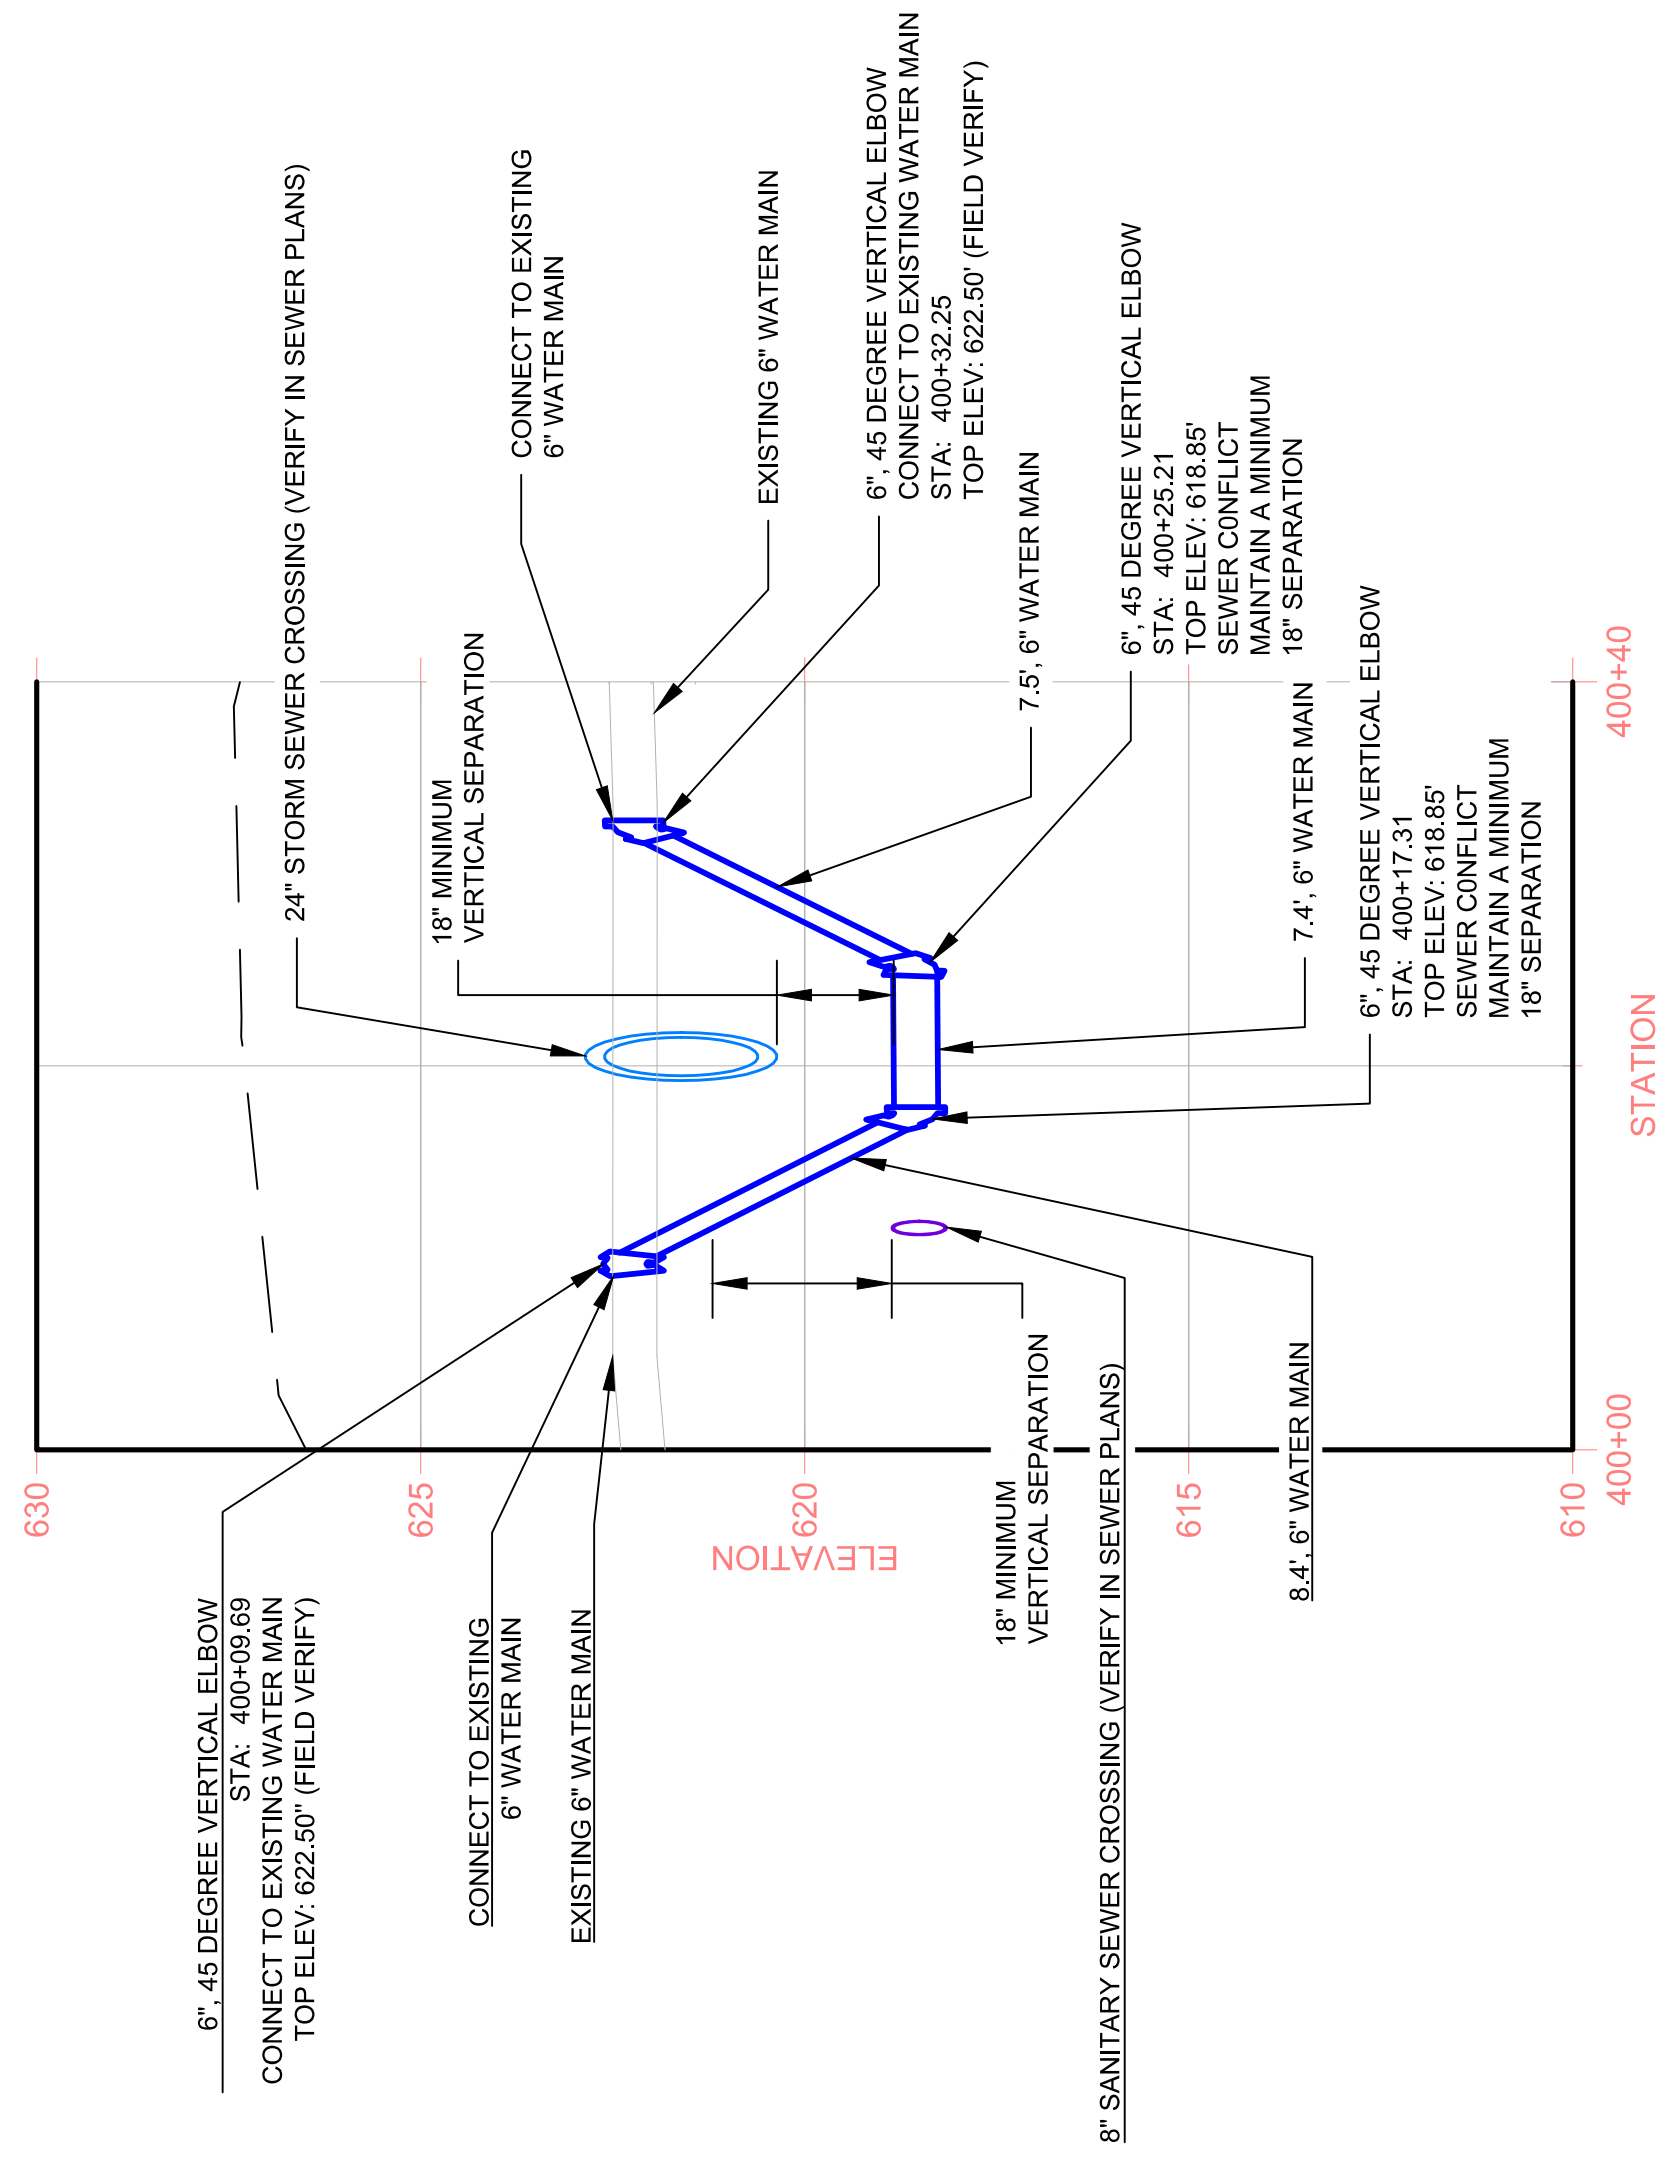 6", 45 DEGREE VERTICAL ELBOW
STA:  400+09.69
CONNECT TO EXISTING WATER MAIN
TOP ELEV: 622.50" (FIELD VERIFY)
CONNECT TO EXISTING
6" WATER MAIN
EXISTING 6" WATER MAIN
18" MINIMUM
VERTICAL SEPARATION
8" SANITARY SEWER CROSSING (VERIFY IN SEWER PLANS)
8.4', 6" WATER MAIN
630
625
620
615
610
ELEVATION
24" STORM SEWER CROSSING (VERIFY IN SEWER PLANS)
18" MINIMUM
VERTICAL SEPARATION
CONNECT TO EXISTING
6" WATER MAIN
EXISTING 6" WATER MAIN
6", 45 DEGREE VERTICAL ELBOW
CONNECT TO EXISTING WATER MAIN
STA:  400+32.25
TOP ELEV: 622.50' (FIELD VERIFY)
7.5', 6" WATER MAIN
6", 45 DEGREE VERTICAL ELBOW
STA:  400+25.21
TOP ELEV: 618.85'
SEWER C0NFLICT
MAINTAIN A MINIMUM
18" SEPARATION
7.4', 6" WATER MAIN
6", 45 DEGREE VERTICAL ELBOW
STA:  400+17.31
TOP ELEV: 618.85'
SEWER C0NFLICT
MAINTAIN A MINIMUM
18" SEPARATION
400+00
400+40
STATION